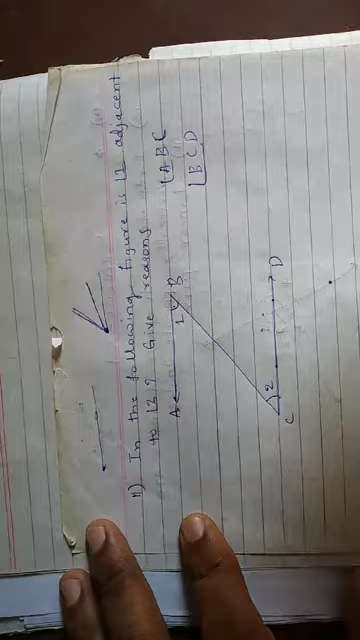 11) In the following figure is ∠1 adjacent
to ∠2? Give reasons.
∠ABC
∠BCD
A
1
B
2
C
D